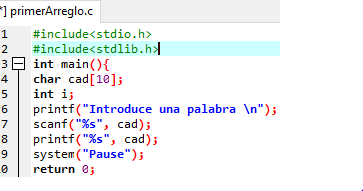 *] primerArreglo.c
1 #include<stdio.h>
2 #include<stdlib.h>
3 int main(){
4 char cad[10];
5 int i;
6 printf("Introduce una palabra \n");
7 scanf("%s", cad);
8 printf("%s", cad);
9 system("Pause");
0 return 0;